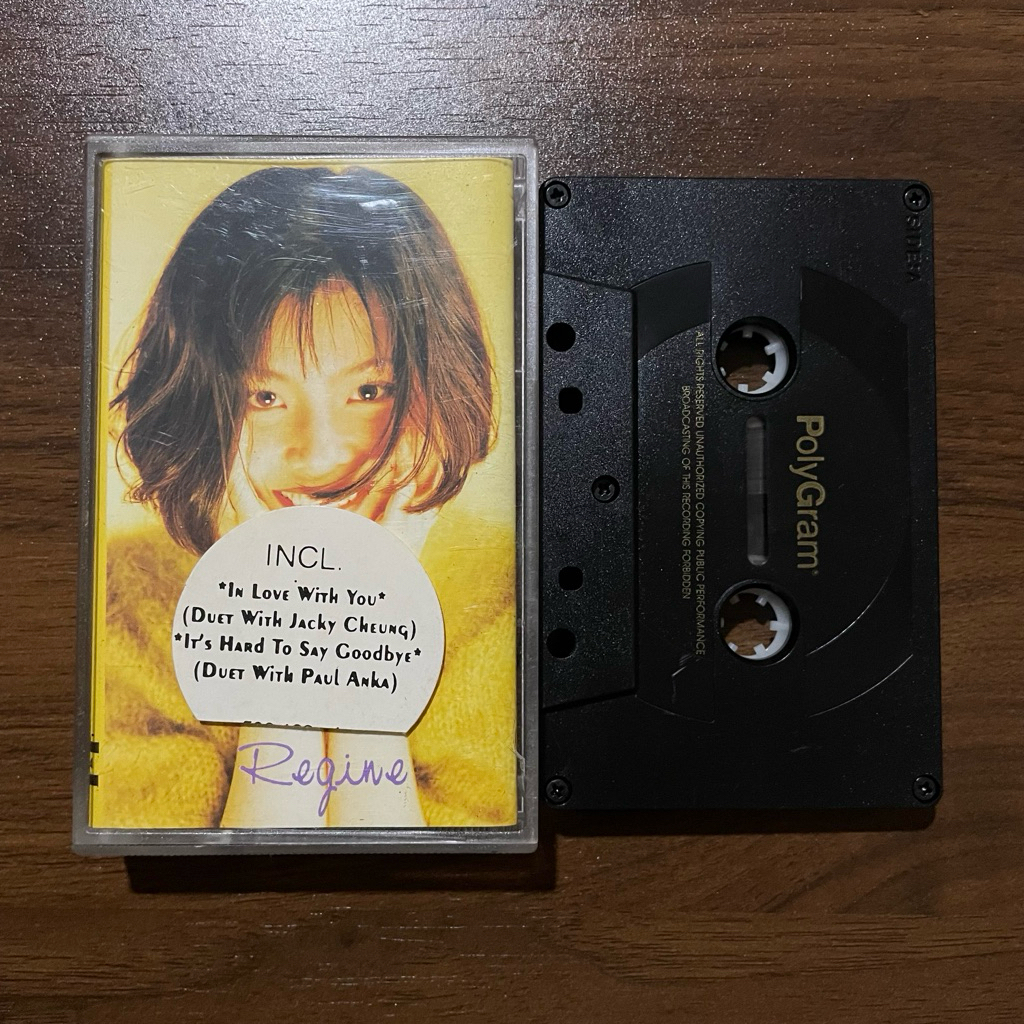 INCL.
*In Love With You*
(Duet With Jacky Cheung)
*It's Hard To Say Goodbye*
(Duet With Paul Anka)
Regine
PolyGram®
ALL RIGHTS RESERVED UNAUTHORIZED COPYING PUBLIC PERFORMANCE
BROADCASTING OF THIS RECORDING FORBIDDEN